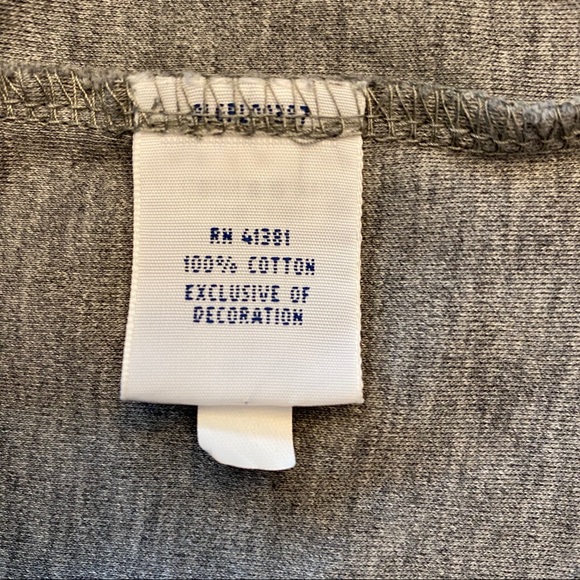 RN 41381
100% COTTON
EXCLUSIVE OF
DECORATION